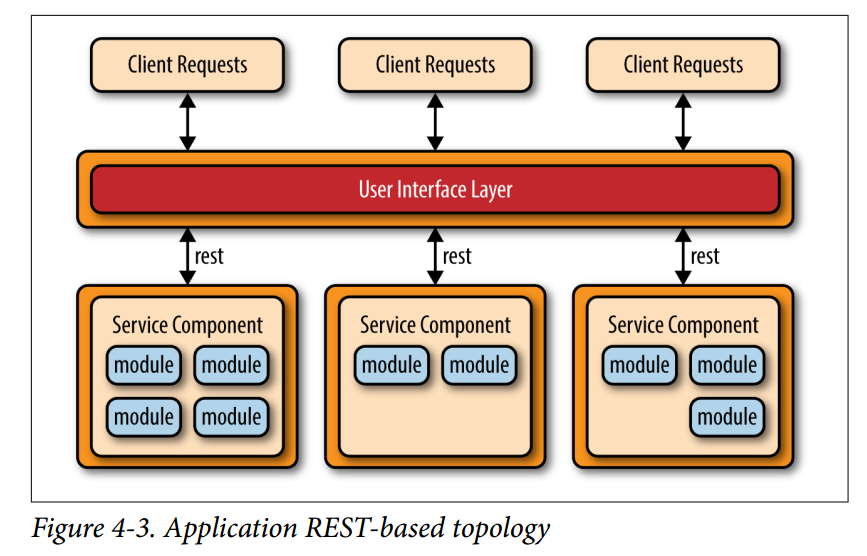 Client Requests
Client Requests
Client Requests
User Interface Layer
rest
rest
rest
Service Component
module module
module module
Service Component
module module
Service Component
module module
module
Figure 4-3. Application REST-based topology